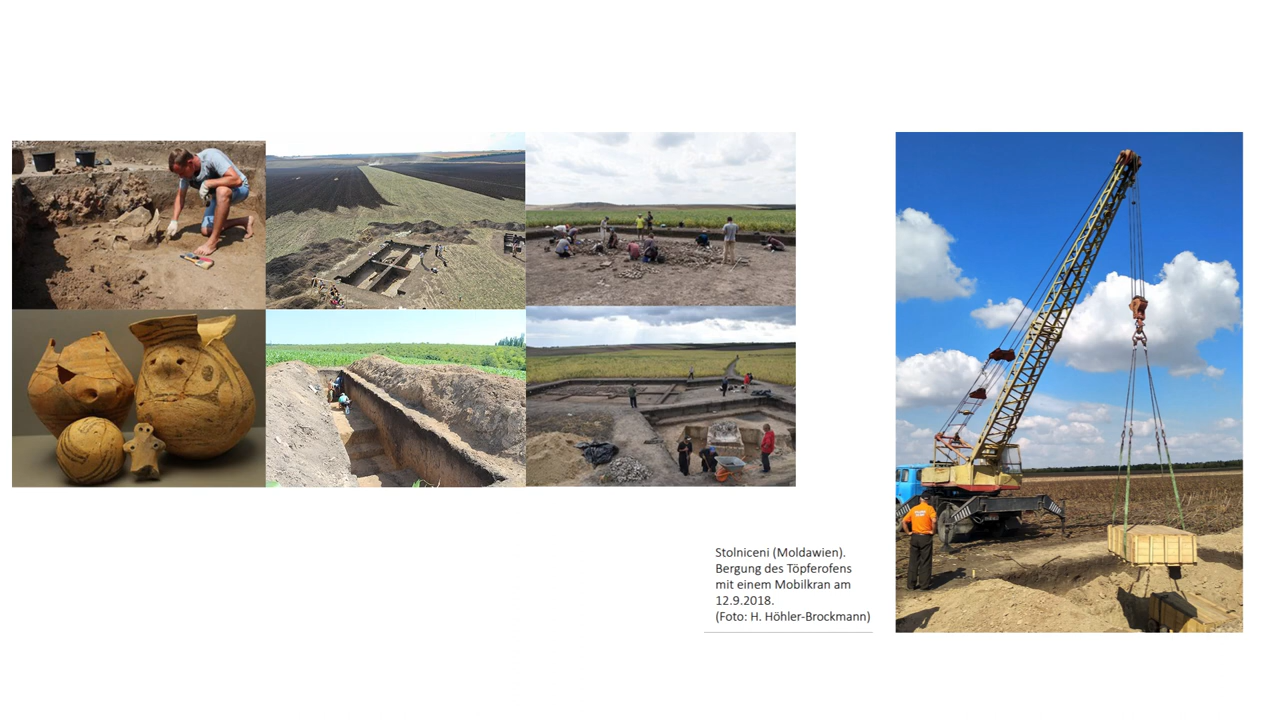 Stolniceni (Moldawien).
Bergung des Töpferofens
mit einem Mobilkran am
12.9.2018.
(Foto: H. Höhler-Brockmann)